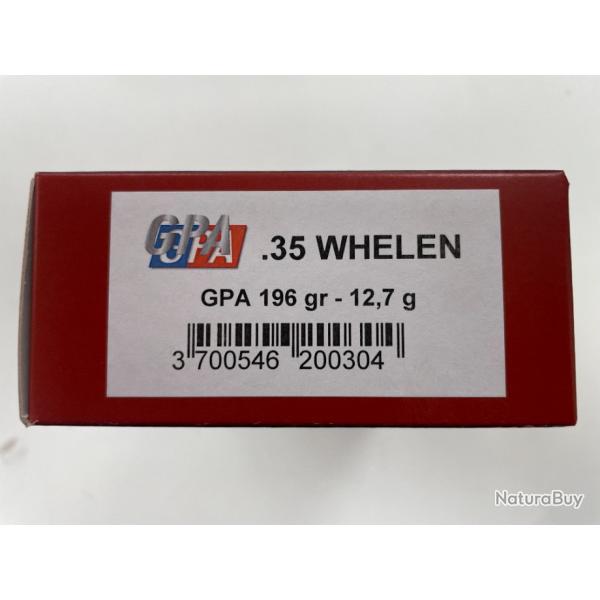 GPA .35 WHELEN
GPA 196 gr - 12,7 g
3 700546 200304
NaturaBuy